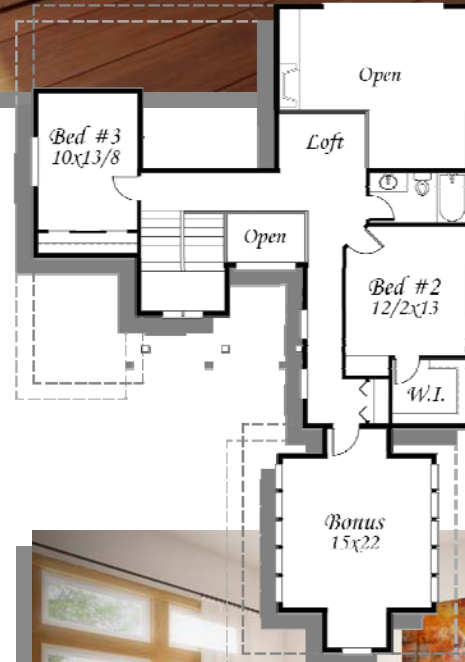 Open
Bed #3
10x13/8
Loft
Open
Bed #2
12/2x13
W.I.
Bonus
15x22